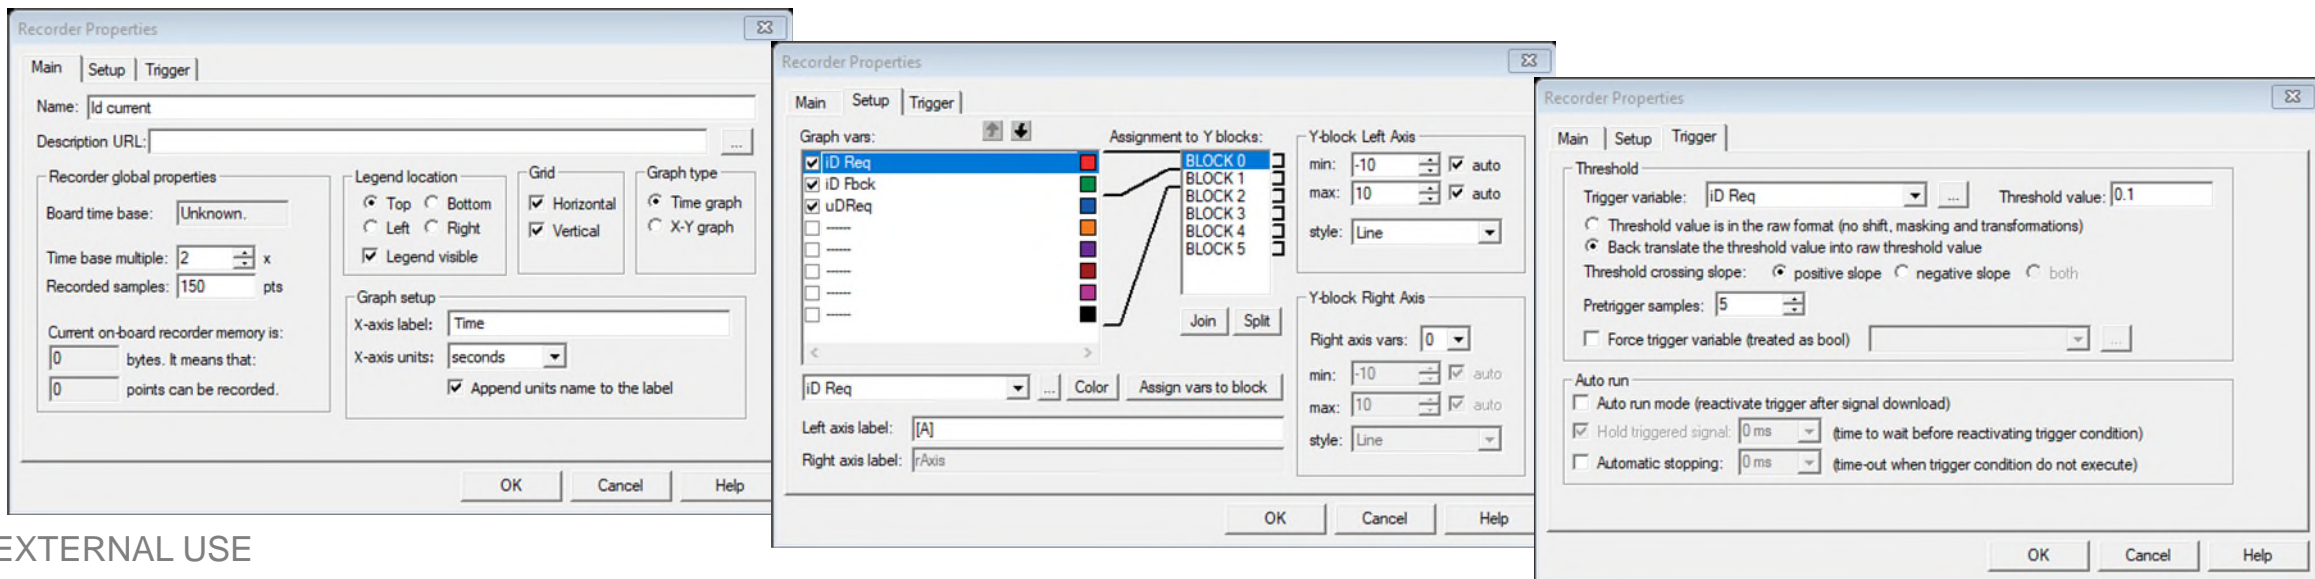 Recorder Properties
Main Setup Trigger
Name: Id current
Description URL: ...
Recorder global properties
Board time base: Unknown.
Time base multiple: 2 x
Recorded samples: 150 pts
Current on-board recorder memory is:
0 bytes. It means that:
0 points can be recorded.
Legend location
Top Bottom
Left Right
Legend visible
Grid
Horizontal
Vertical
Graph type
Time graph
X-Y graph
Graph setup
X-axis label: Time
X-axis units: seconds
Append units name to the label
OK Cancel Help
EXTERNAL USE
Recorder Properties
Main Setup Trigger
Graph vars:
iD Req
iD Fbck
uDReq
------
------
------
------
------
Assignment to Y blocks:
BLOCK 0
BLOCK 1
BLOCK 2
BLOCK 3
BLOCK 4
BLOCK 5
Join Split
iD Req ... Color Assign vars to block
Left axis label: [A]
Right axis label: rAxis
Y-block Left Axis
min: -10 auto
max: 10 auto
style: Line
Y-block Right Axis
Right axis vars: 0
min: -10 auto
max: 10 auto
style: Line
OK Cancel Help
Recorder Properties
Main Setup Trigger
Threshold
Trigger variable: iD Req ... Threshold value: 0.1
Threshold value is in the raw format (no shift, masking and transformations)
Back translate the threshold value into raw threshold value
Threshold crossing slope: positive slope negative slope both
Pretrigger samples: 5
Force trigger variable (treated as bool) ...
Auto run
Auto run mode (reactivate trigger after signal download)
Hold triggered signal: 0 ms (time to wait before reactivating trigger condition)
Automatic stopping: 0 ms (time-out when trigger condition do not execute)
OK Cancel Help